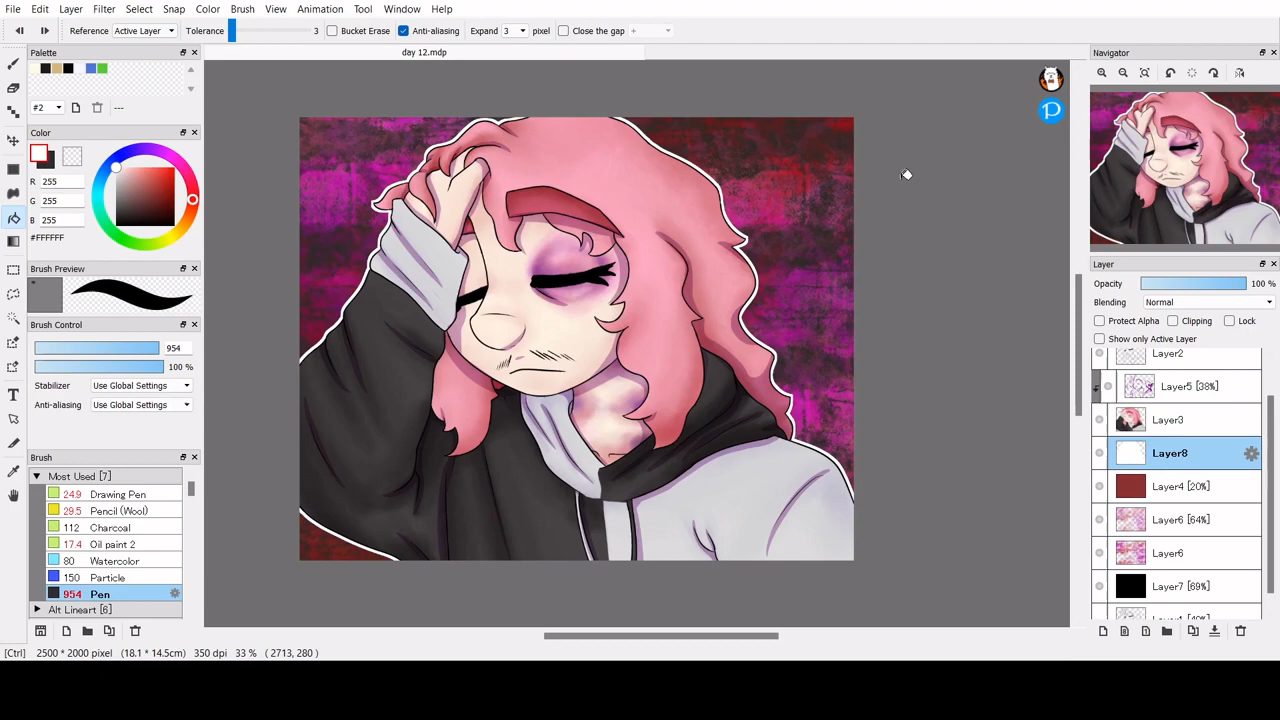 File Edit Layer Filter Select Snap Color Brush View Animation Tool Window Help
Reference Active Layer Tolerance 3 Bucket Erase Anti-aliasing Expand 3 pixel Close the gap +
Palette
day 12.mdp
Navigator
#2 ---
Color
R 255
G 255
B 255
#FFFFFF
Brush Preview
Brush Control
954
100 %
Stabilizer Use Global Settings
Anti-aliasing Use Global Settings
Brush
Most Used [7]
24.9 Drawing Pen
29.5 Pencil (Wool)
112 Charcoal
17.4 Oil paint 2
80 Watercolor
150 Particle
954 Pen
Alt Lineart [6]
Layer
Opacity 100 %
Blending Normal
Protect Alpha Clipping Lock
Show only Active Layer
Layer2
Layer5 [38%]
Layer3
Layer8
Layer4 [20%]
Layer6 [64%]
Layer6
Layer7 [69%]
[Ctrl] 2500 * 2000 pixel (18.1 * 14.5cm) 350 dpi 33 % ( 2713, 280 )